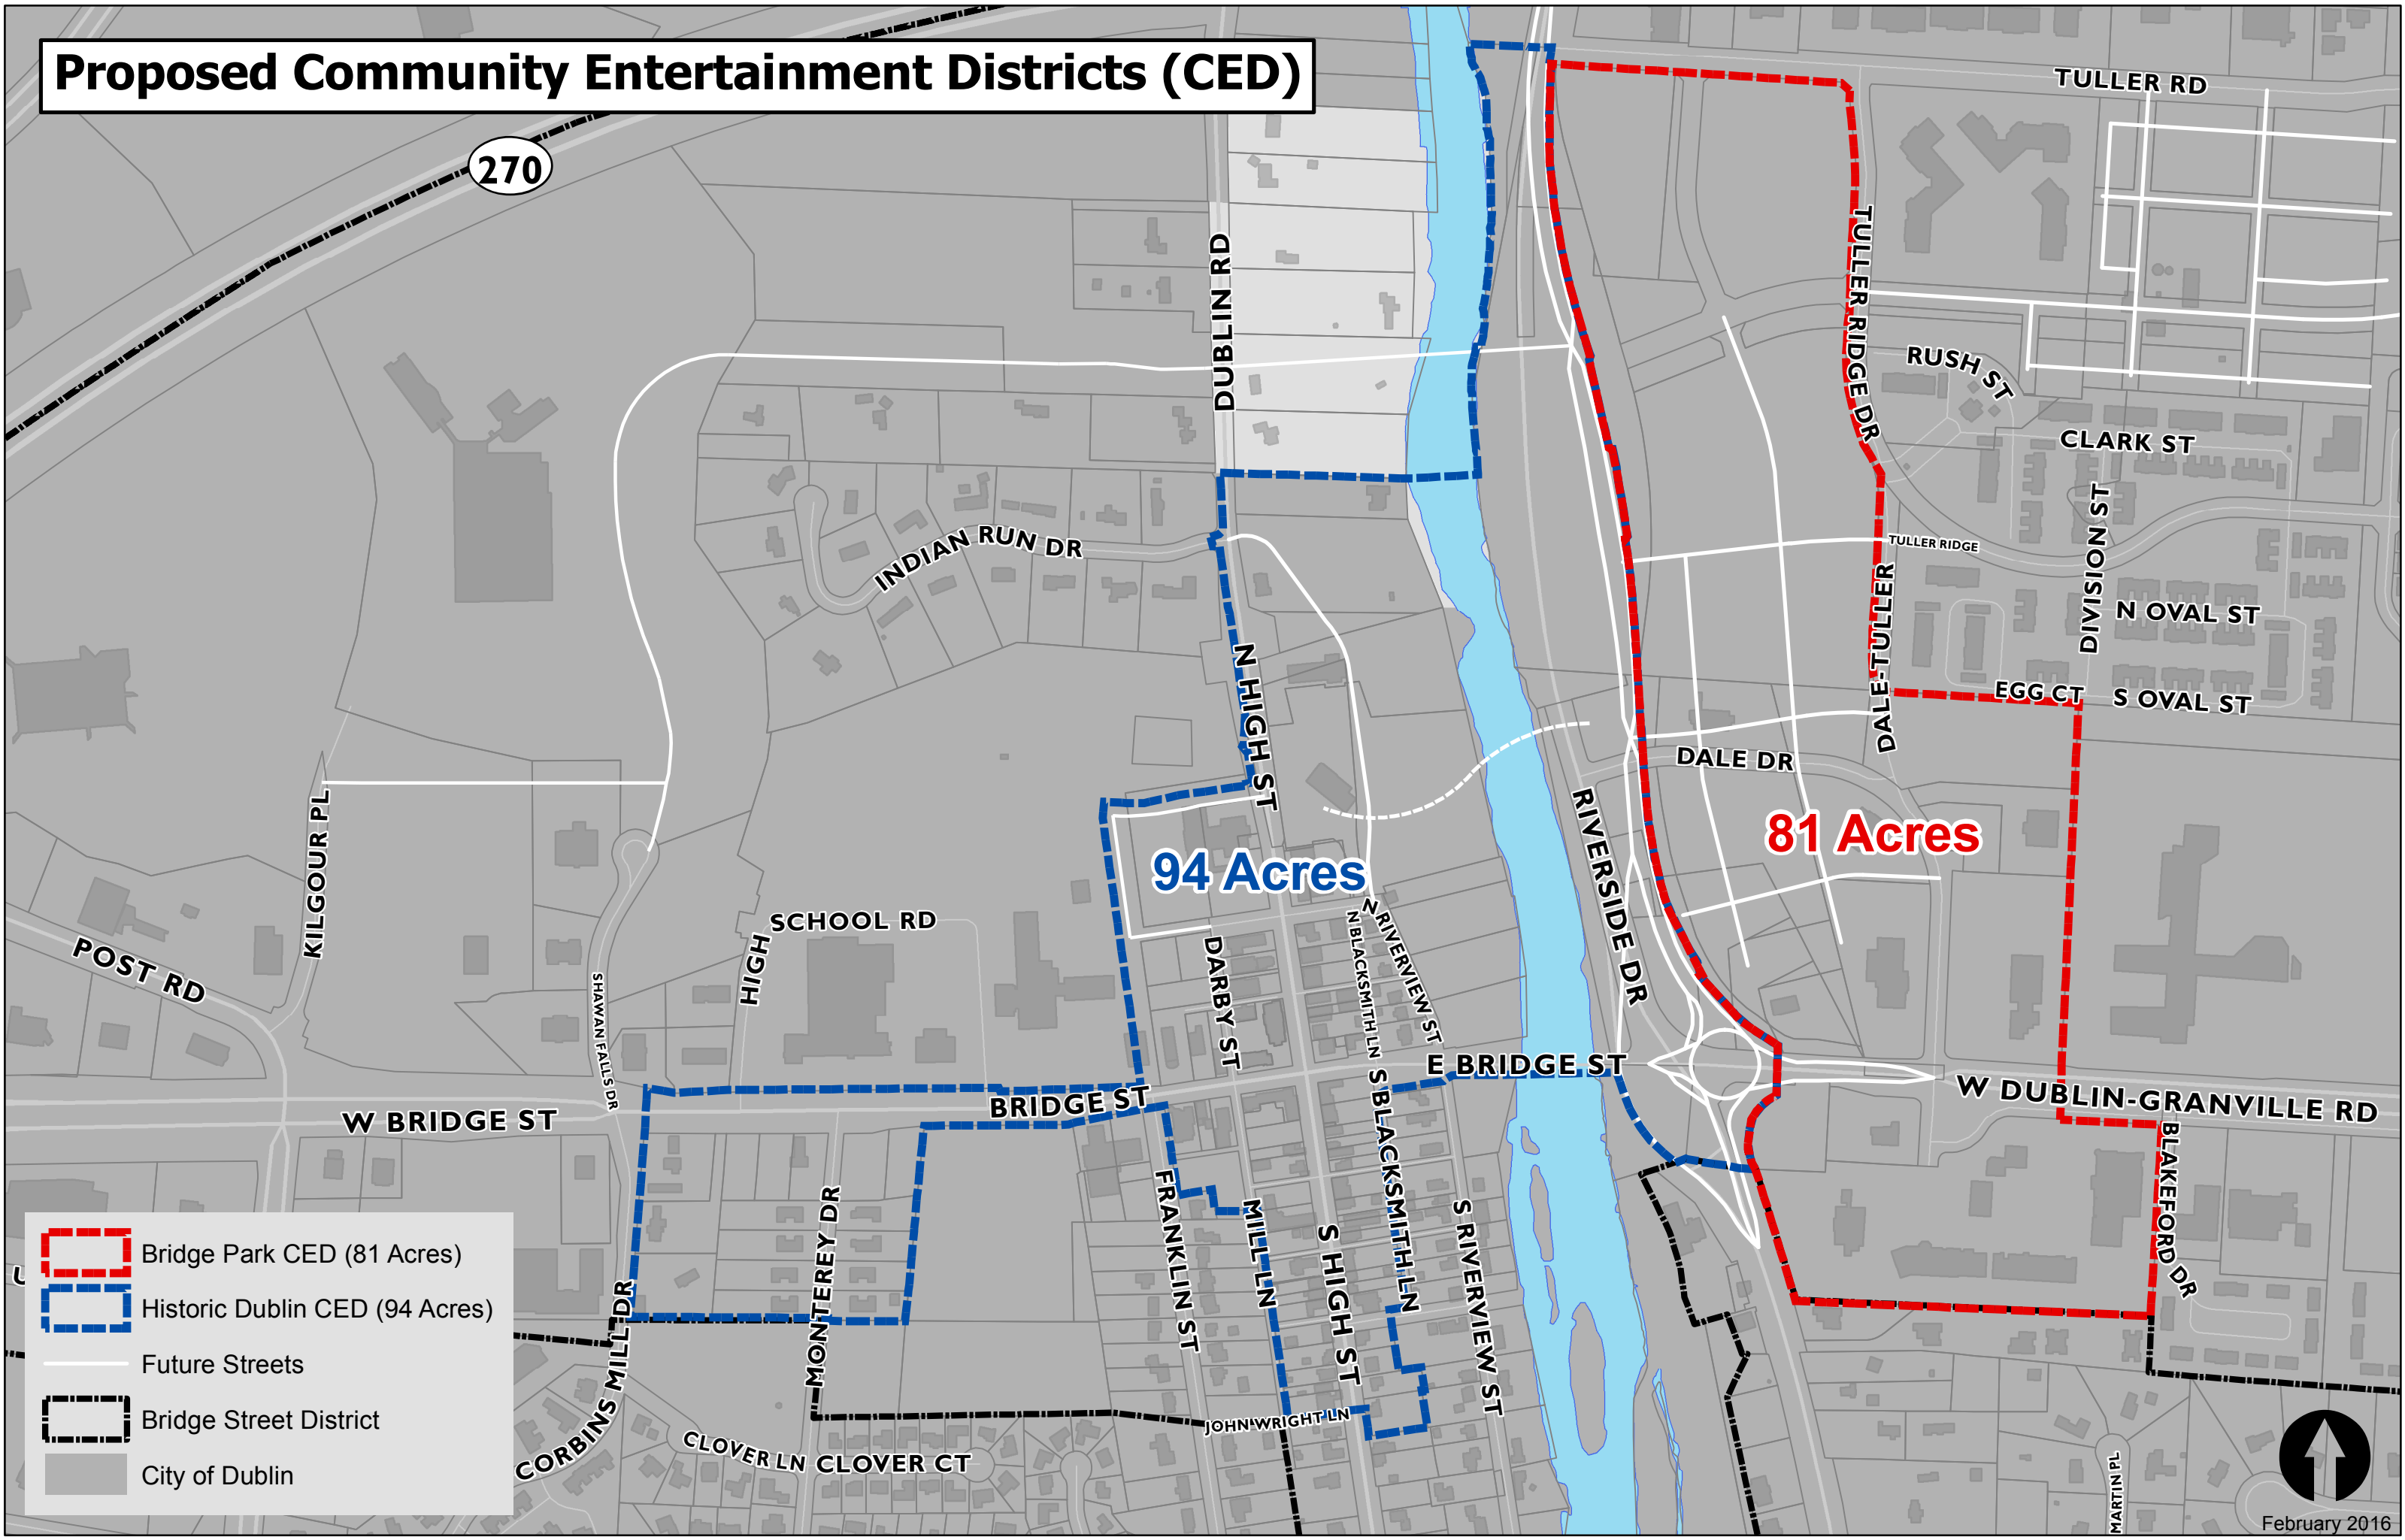 Proposed Community Entertainment Districts (CED)
TULLER RD
270
DUBLIN RD
TULLER RIDGE DR
RUSH ST
CLARK ST
INDIAN RUN DR
TULLER RIDGE
DIVISION ST
N OVAL ST
DALE-TULLER
N HIGH ST
EGG CT
S OVAL ST
DALE DR
KILGOUR PL
RIVERSIDE DR
81 Acres
94 Acres
SCHOOL RD
HIGH
POST RD
SHAWAN FALLS DR
DARBY ST
N BLACKSMITH LN
N RIVERVIEW ST
E BRIDGE ST
W BRIDGE ST
BRIDGE ST
W DUBLIN-GRANVILLE RD
S BLACKSMITH LN
BLAKEFORD DR
FRANKLIN ST
MILL LN
S HIGH ST
S RIVERVIEW ST
MONTEREY DR
CORBINS MILL DR
JOHN WRIGHT LN
CLOVER LN
CLOVER CT
MARTIN PL
Bridge Park CED (81 Acres)
Historic Dublin CED (94 Acres)
Future Streets
Bridge Street District
City of Dublin
February 2016